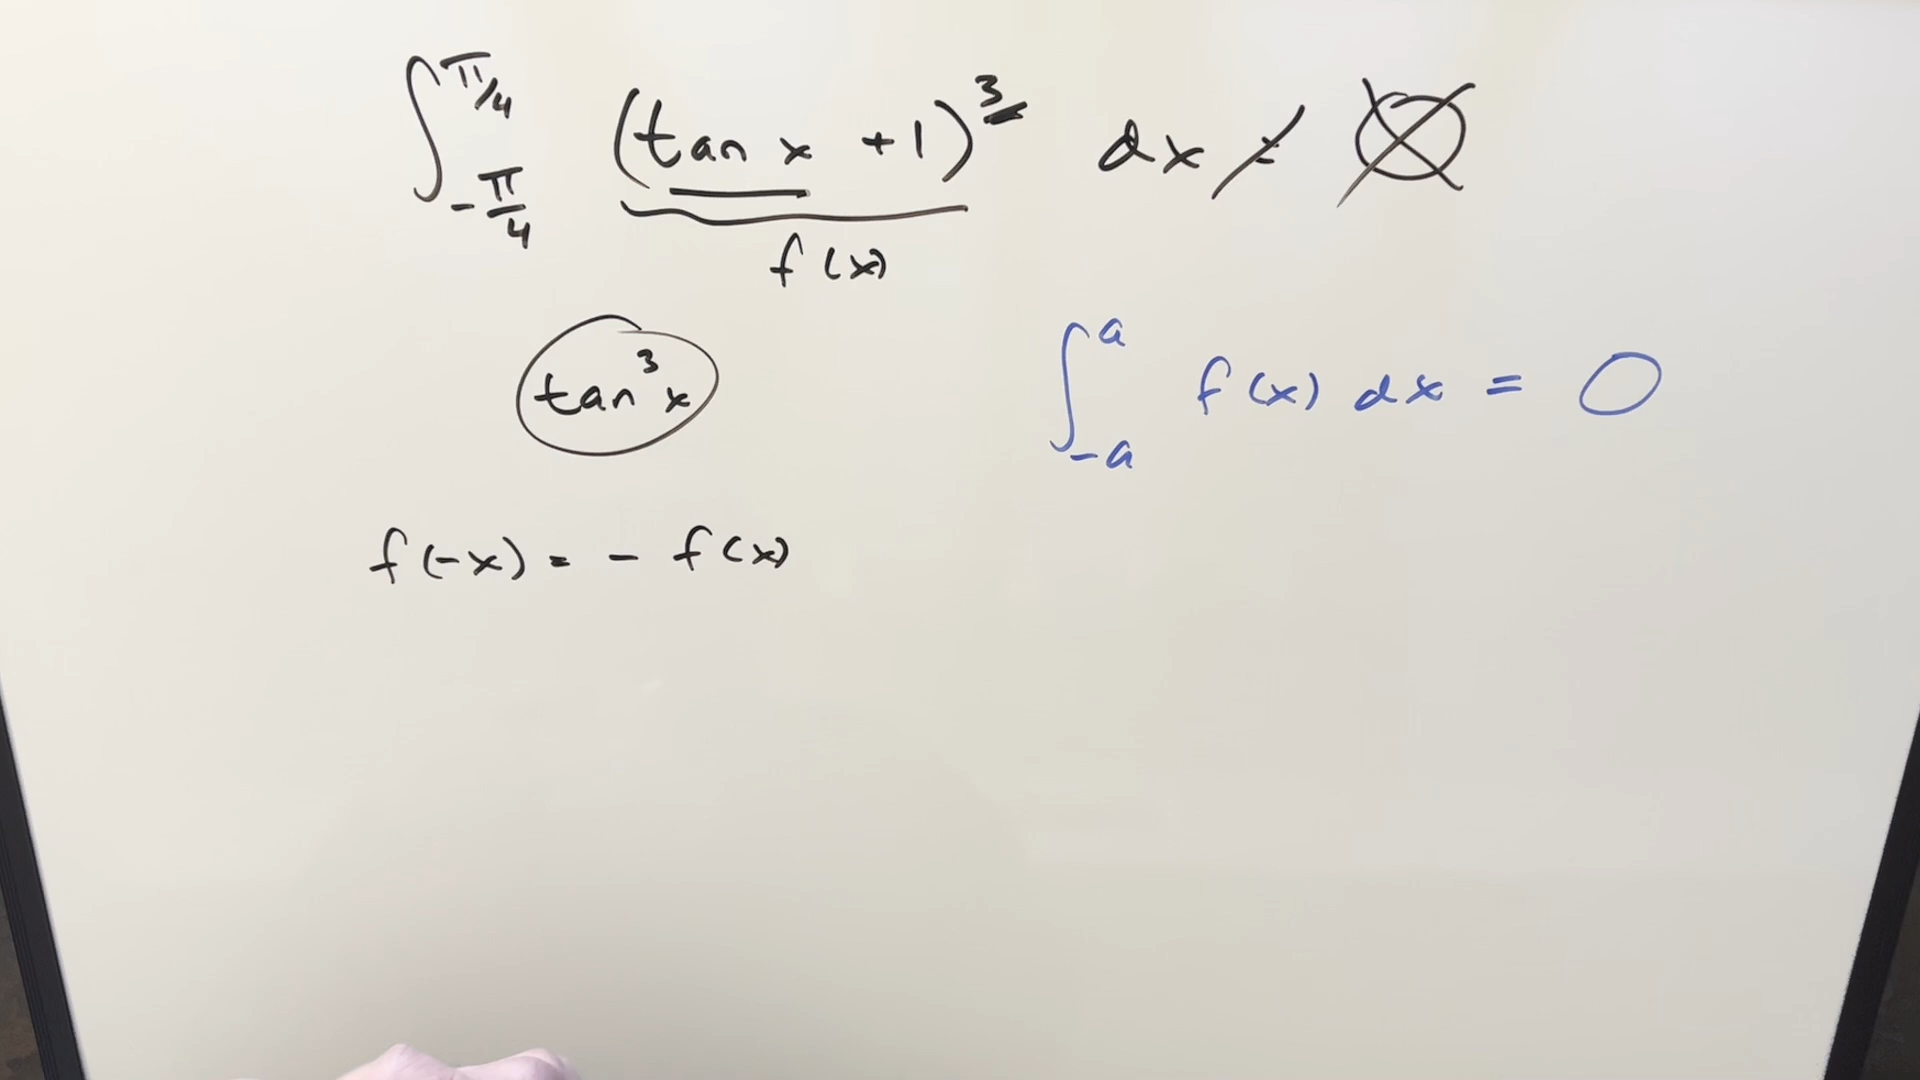 ∫_{-π/4}^{π/4} (tan x + 1)^3 dx ≠ 0
f(x)
tan^3 x
∫_{-a}^{a} f(x) dx = 0
f(-x) = - f(x)